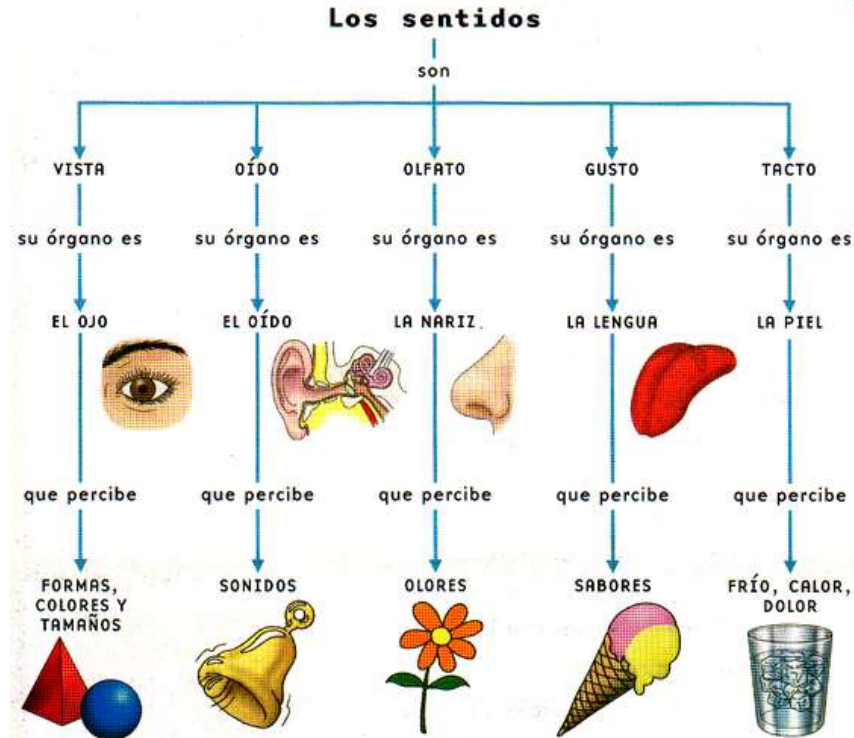 Los sentidos
son
VISTA OÍDO OLFATO GUSTO TACTO
su órgano es su órgano es su órgano es su órgano es su órgano es
EL OJO EL OÍDO LA NARIZ LA LENGUA LA PIEL
que percibe que percibe que percibe que percibe que percibe
FORMAS, COLORES Y TAMAÑOS
SONIDOS
OLORES
SABORES
FRÍO, CALOR, DOLOR